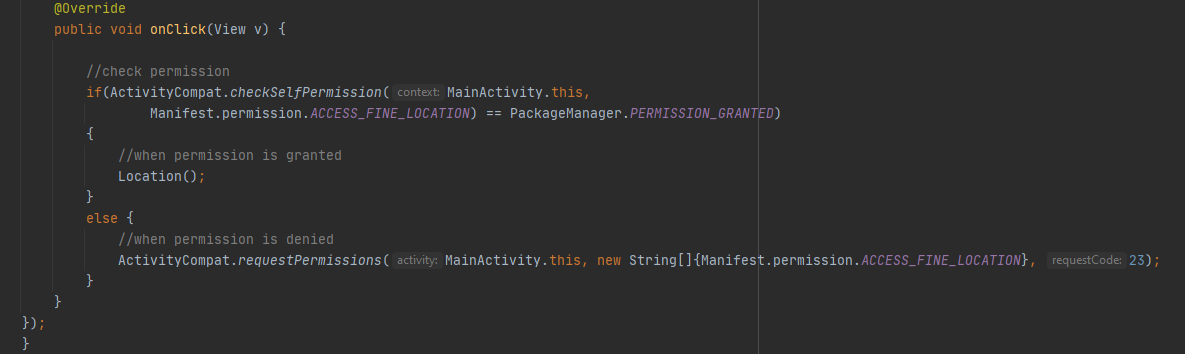 @Override
public void onClick(View v) {
//check permission
if(ActivityCompat.checkSelfPermission( context: MainActivity.this,
Manifest.permission.ACCESS_FINE_LOCATION) == PackageManager.PERMISSION_GRANTED)
{
//when permission is granted
Location();
}
else {
//when permission is denied
ActivityCompat.requestPermissions( activity: MainActivity.this, new String[]{Manifest.permission.ACCESS_FINE_LOCATION}, requestCode: 23);
}
}
});
}